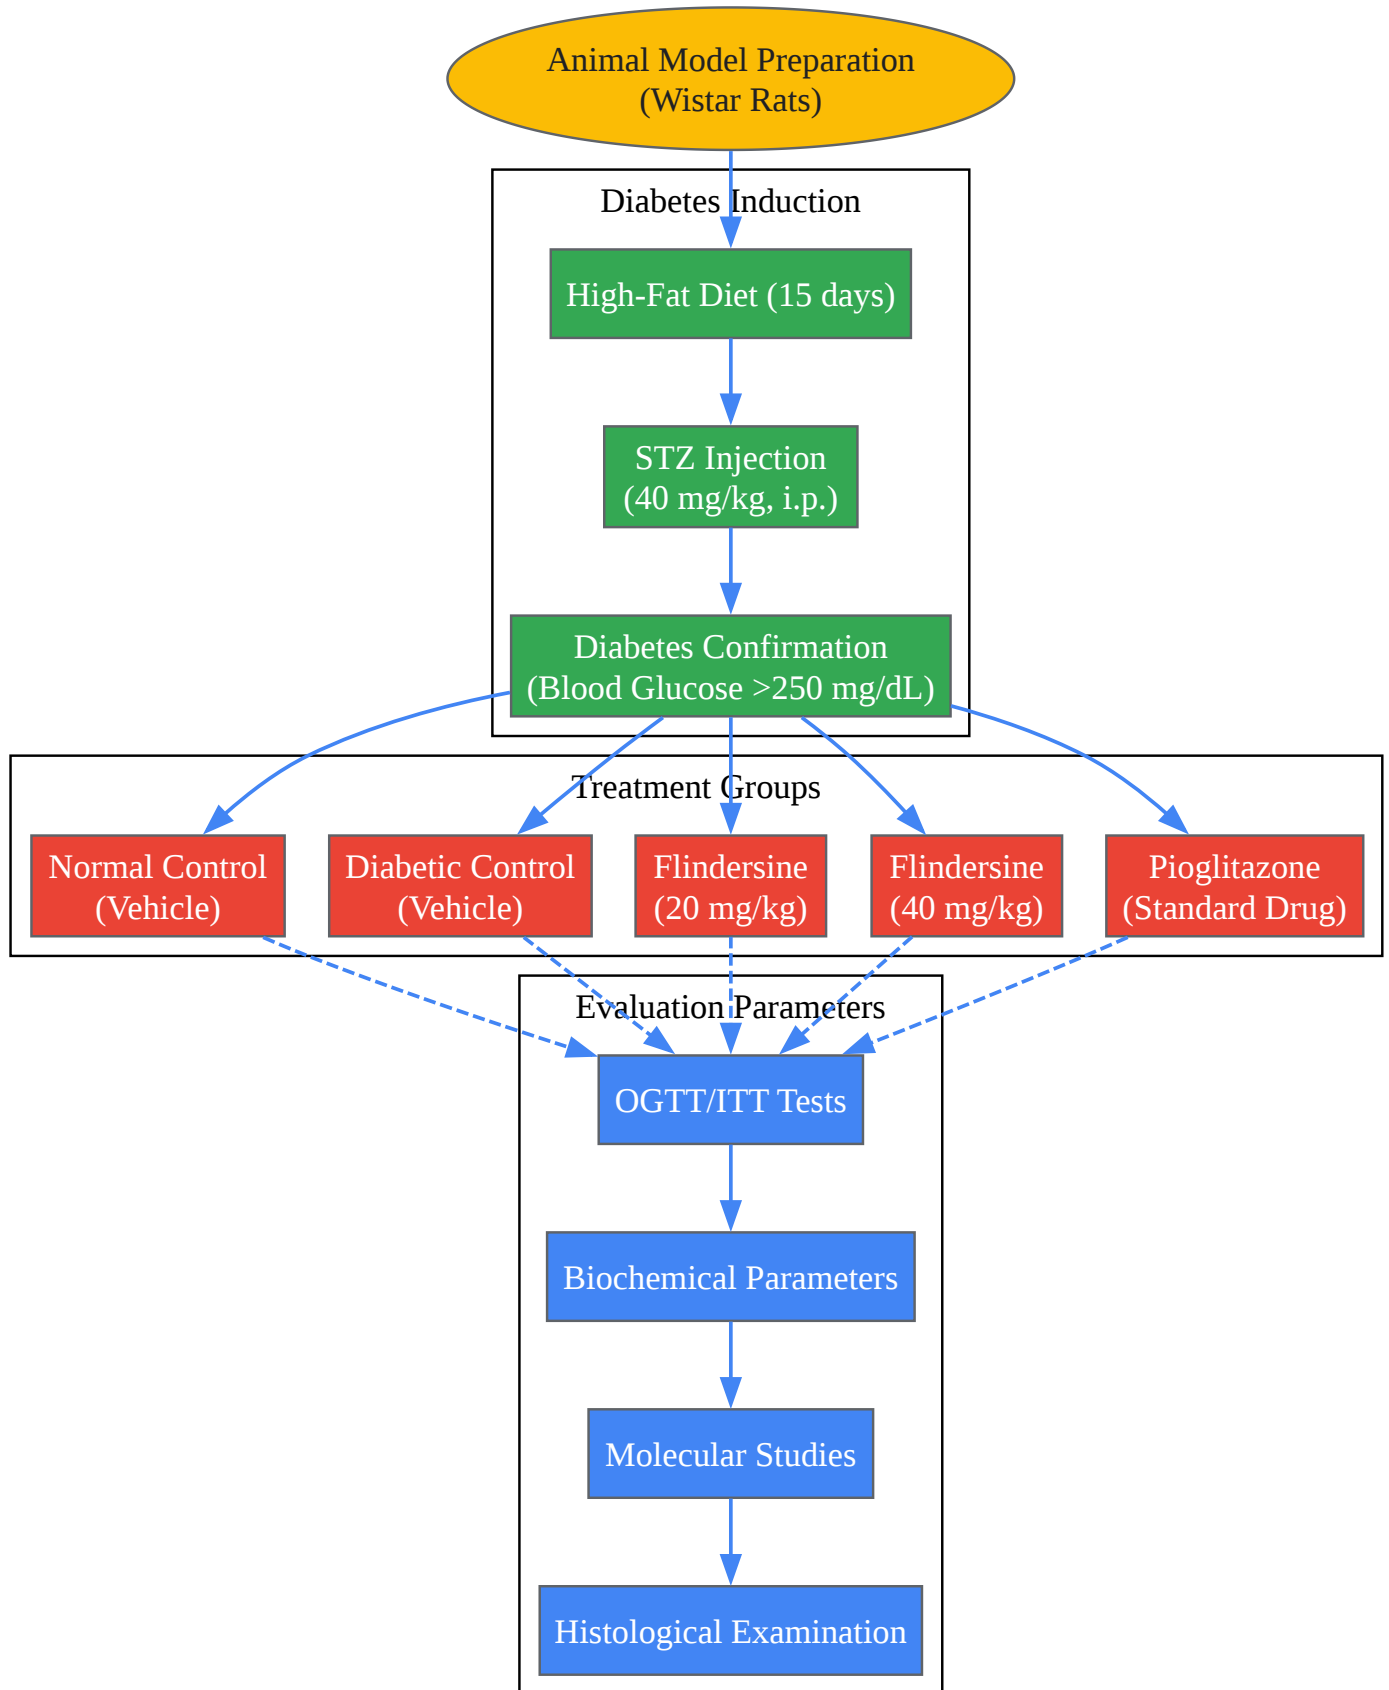 Animal Model Preparation
(Wistar Rats)
Diabetes Induction
High-Fat Diet (15 days)
STZ Injection
(40 mg/kg, i.p.)
Diabetes Confirmation
(Blood Glucose >250 mg/dL)
Treatment Groups
Normal Control
(Vehicle)
Diabetic Control
(Vehicle)
Flindersine
(20 mg/kg)
Flindersine
(40 mg/kg)
Pioglitazone
(Standard Drug)
Evaluation Parameters
OGTT/ITT Tests
Biochemical Parameters
Molecular Studies
Histological Examination